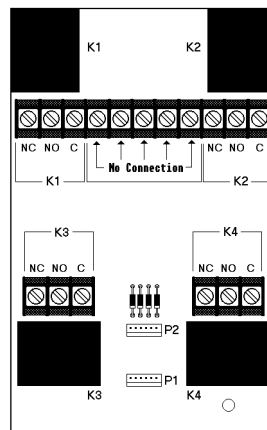 K1 K2
NC NO C NC NO C
No Connection
K1 K2
K3 K4
NC NO C NC NO C
P2
P1
K3 K4